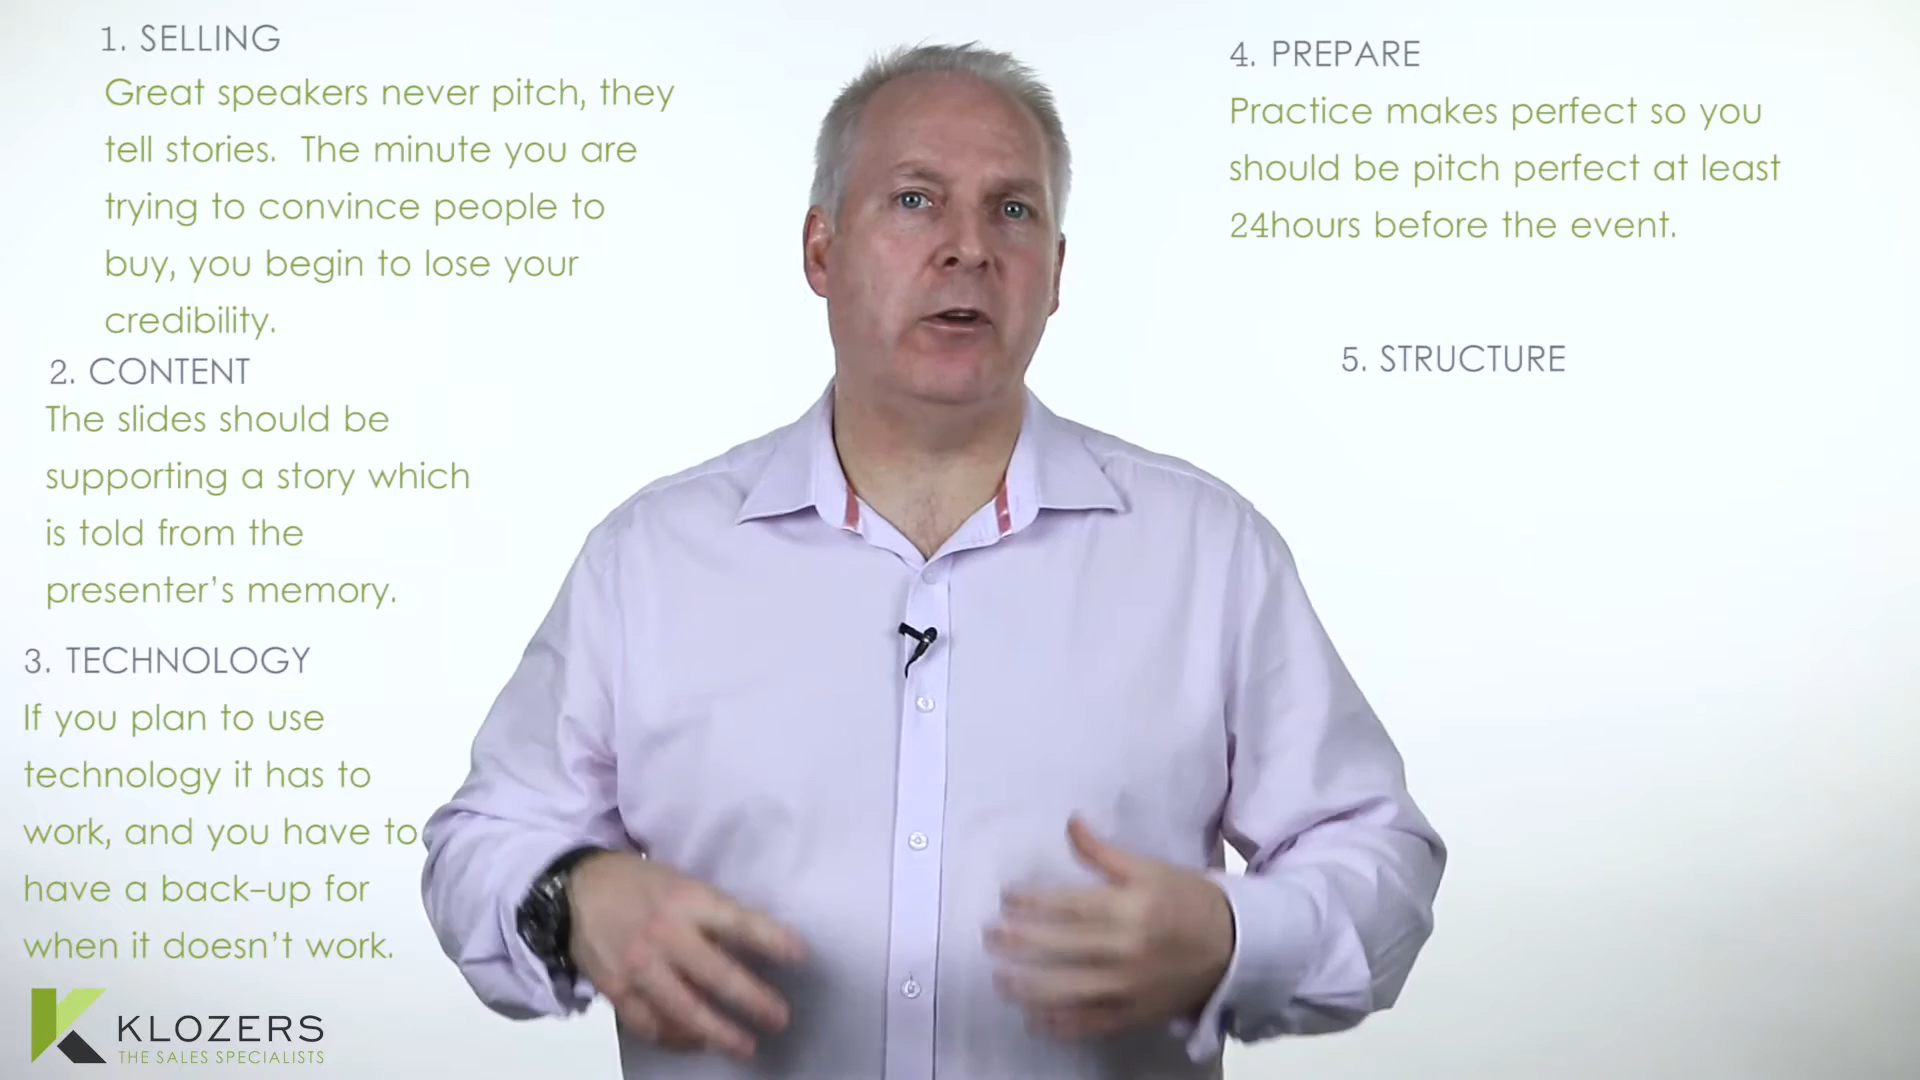 1. SELLING
Great speakers never pitch, they
tell stories.  The minute you are
trying to convince people to
buy, you begin to lose your
credibility.
2. CONTENT
The slides should be
supporting a story which
is told from the
presenter's memory.
3. TECHNOLOGY
If you plan to use
technology it has to
work, and you have to
have a back-up for
when it doesn't work.
KLOZERS
THE SALES SPECIALISTS
4. PREPARE
Practice makes perfect so you
should be pitch perfect at least
24hours before the event.
5. STRUCTURE